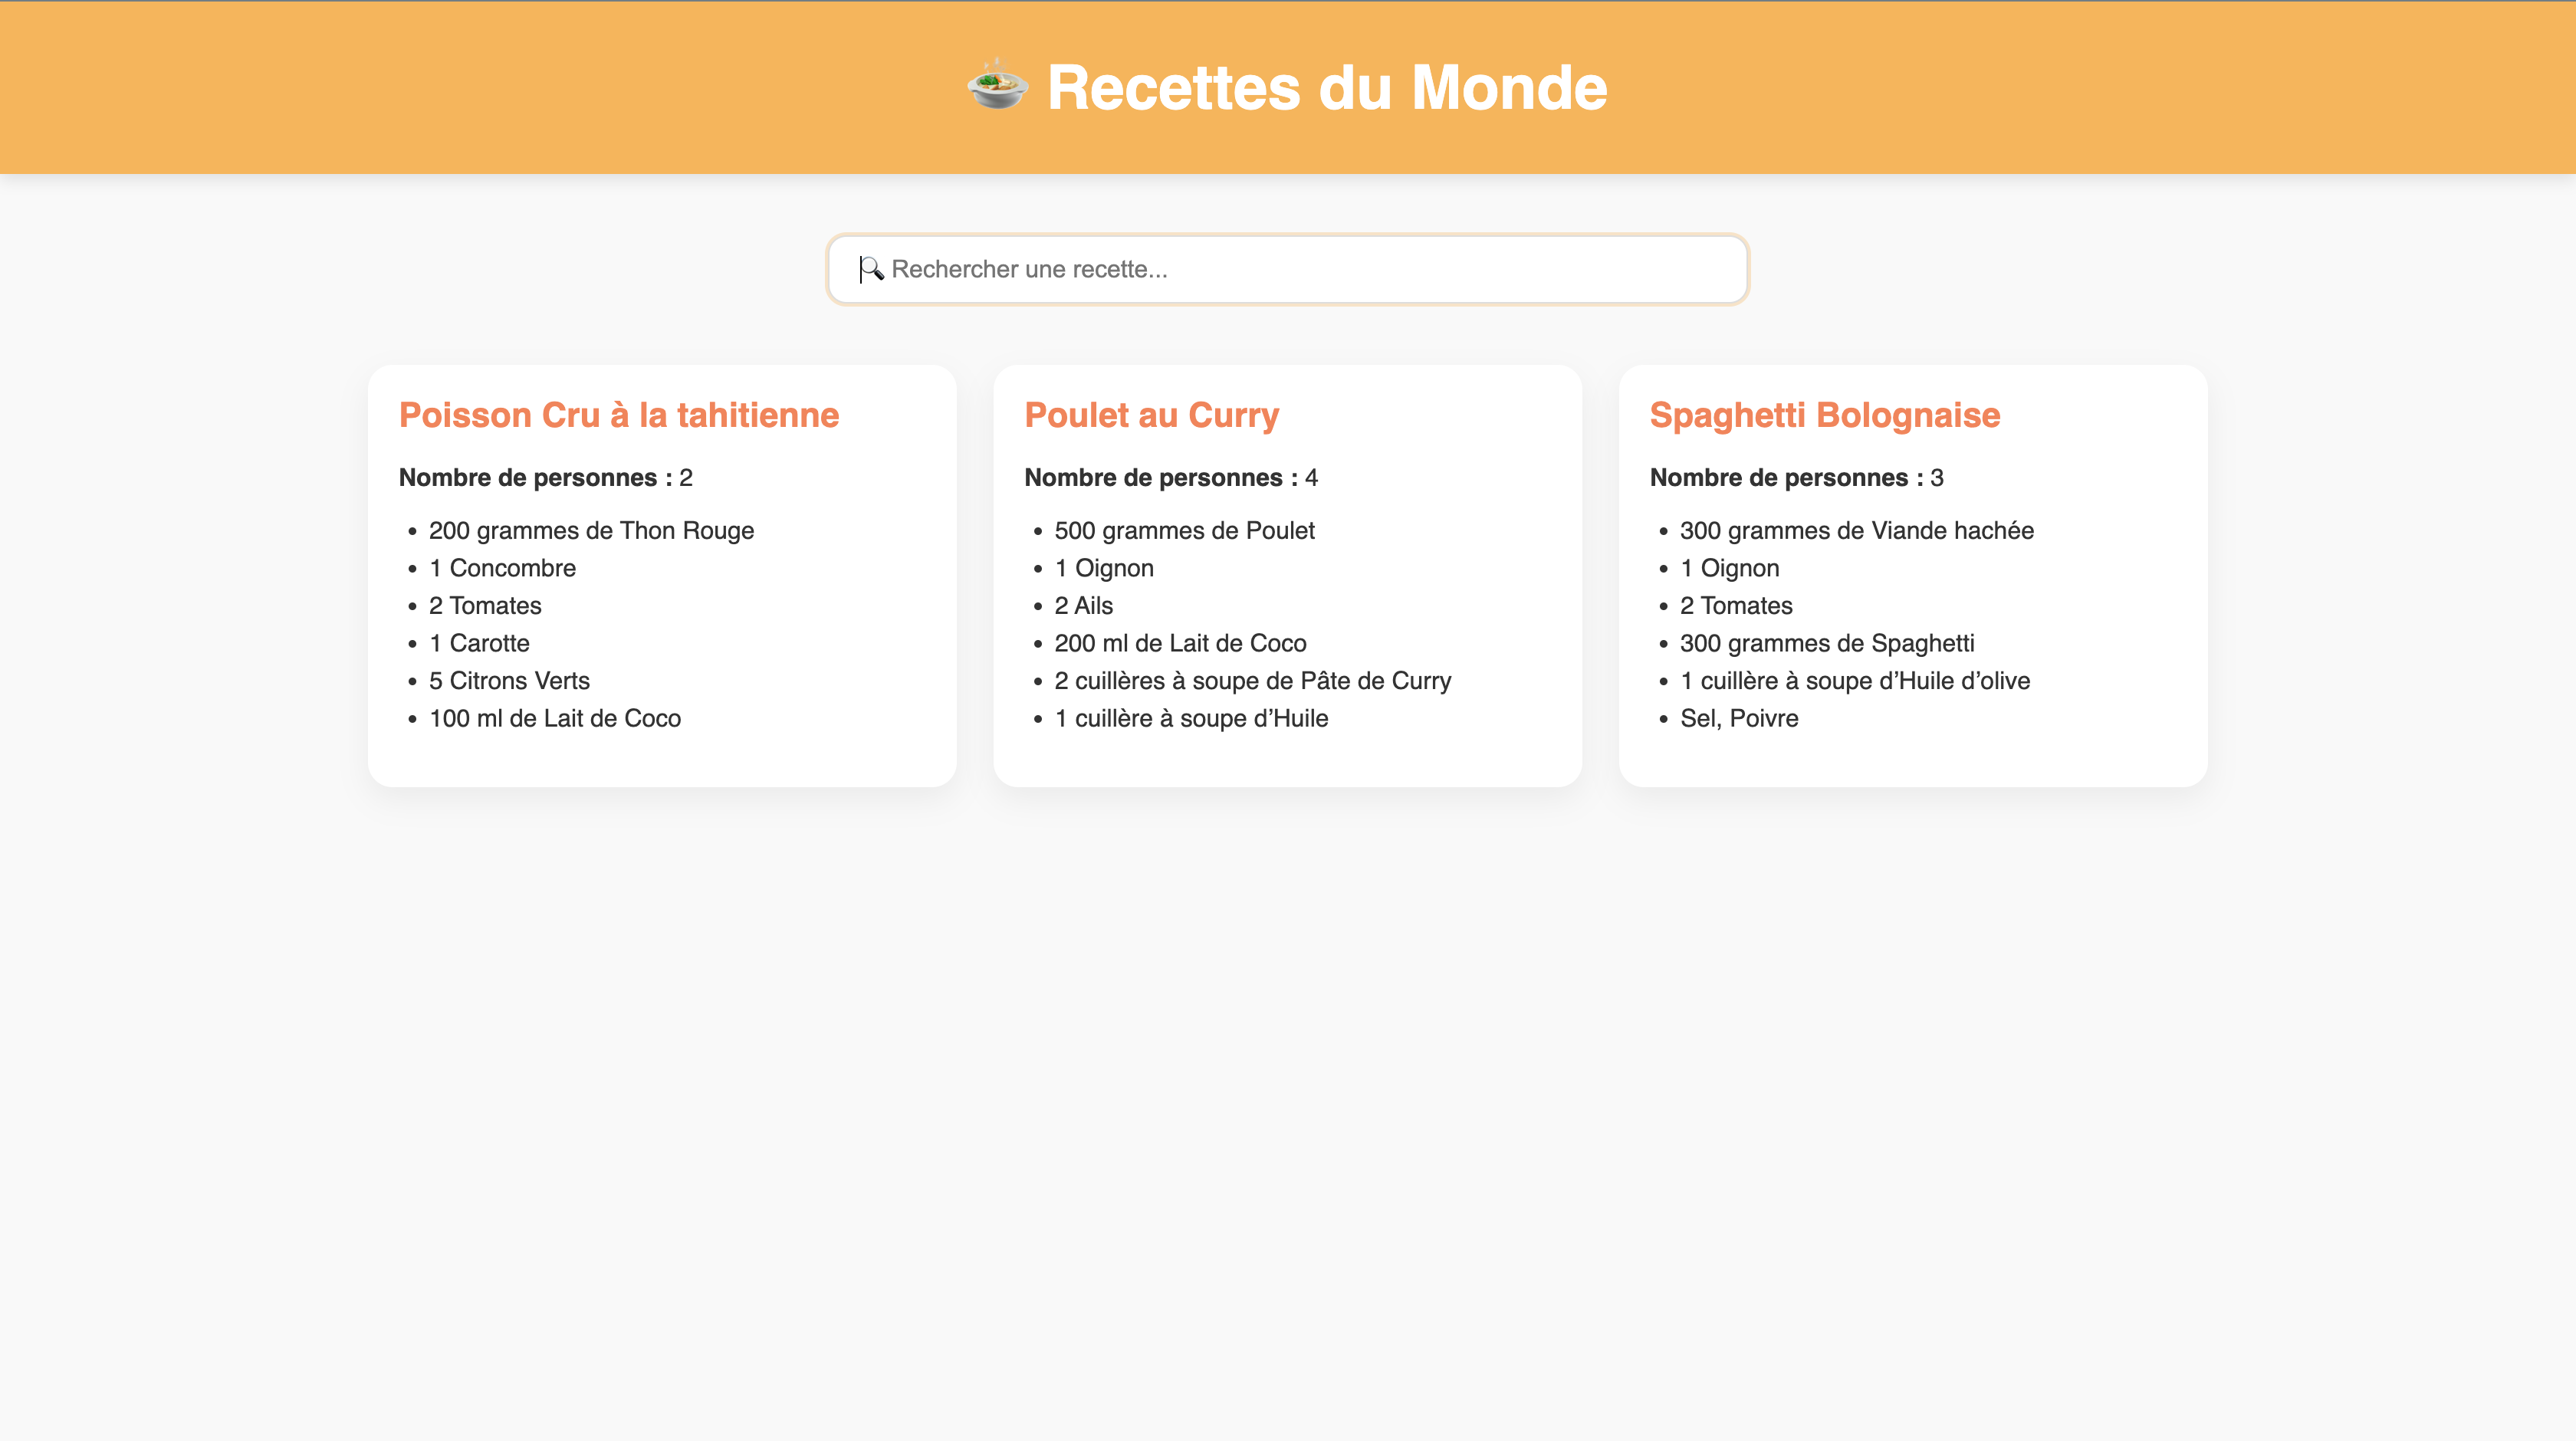 Recettes du Monde
Rechercher une recette...
Poisson Cru à la tahitienne
Nombre de personnes : 2
200 grammes de Thon Rouge
1 Concombre
2 Tomates
1 Carotte
5 Citrons Verts
100 ml de Lait de Coco
Poulet au Curry
Nombre de personnes : 4
500 grammes de Poulet
1 Oignon
2 Ails
200 ml de Lait de Coco
2 cuillères à soupe de Pâte de Curry
1 cuillère à soupe d’Huile
Spaghetti Bolognaise
Nombre de personnes : 3
300 grammes de Viande hachée
1 Oignon
2 Tomates
300 grammes de Spaghetti
1 cuillère à soupe d’Huile d’olive
Sel, Poivre